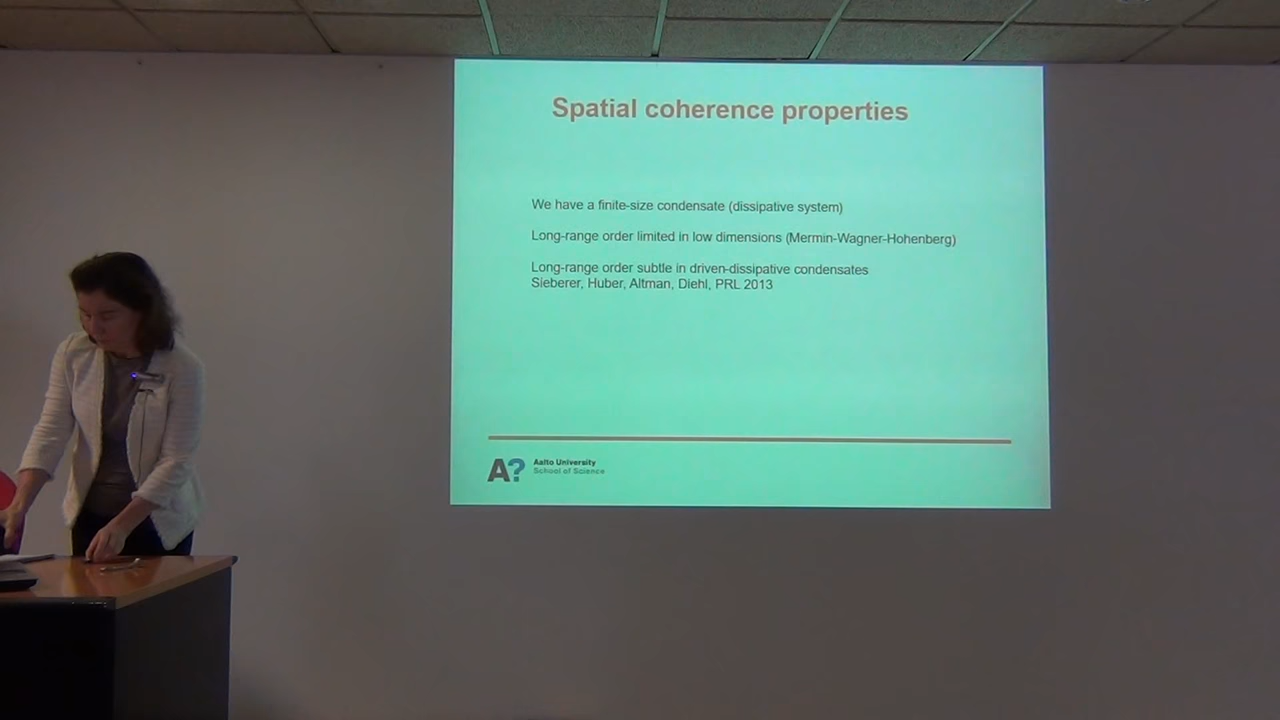 Spatial coherence properties
We have a finite-size condensate (dissipative system)
Long-range order limited in low dimensions (Mermin-Wagner-Hohenberg)
Long-range order subtle in driven-dissipative condensates
Sieberer, Huber, Altman, Diehl, PRL 2013
A?
Aalto University
School of Science